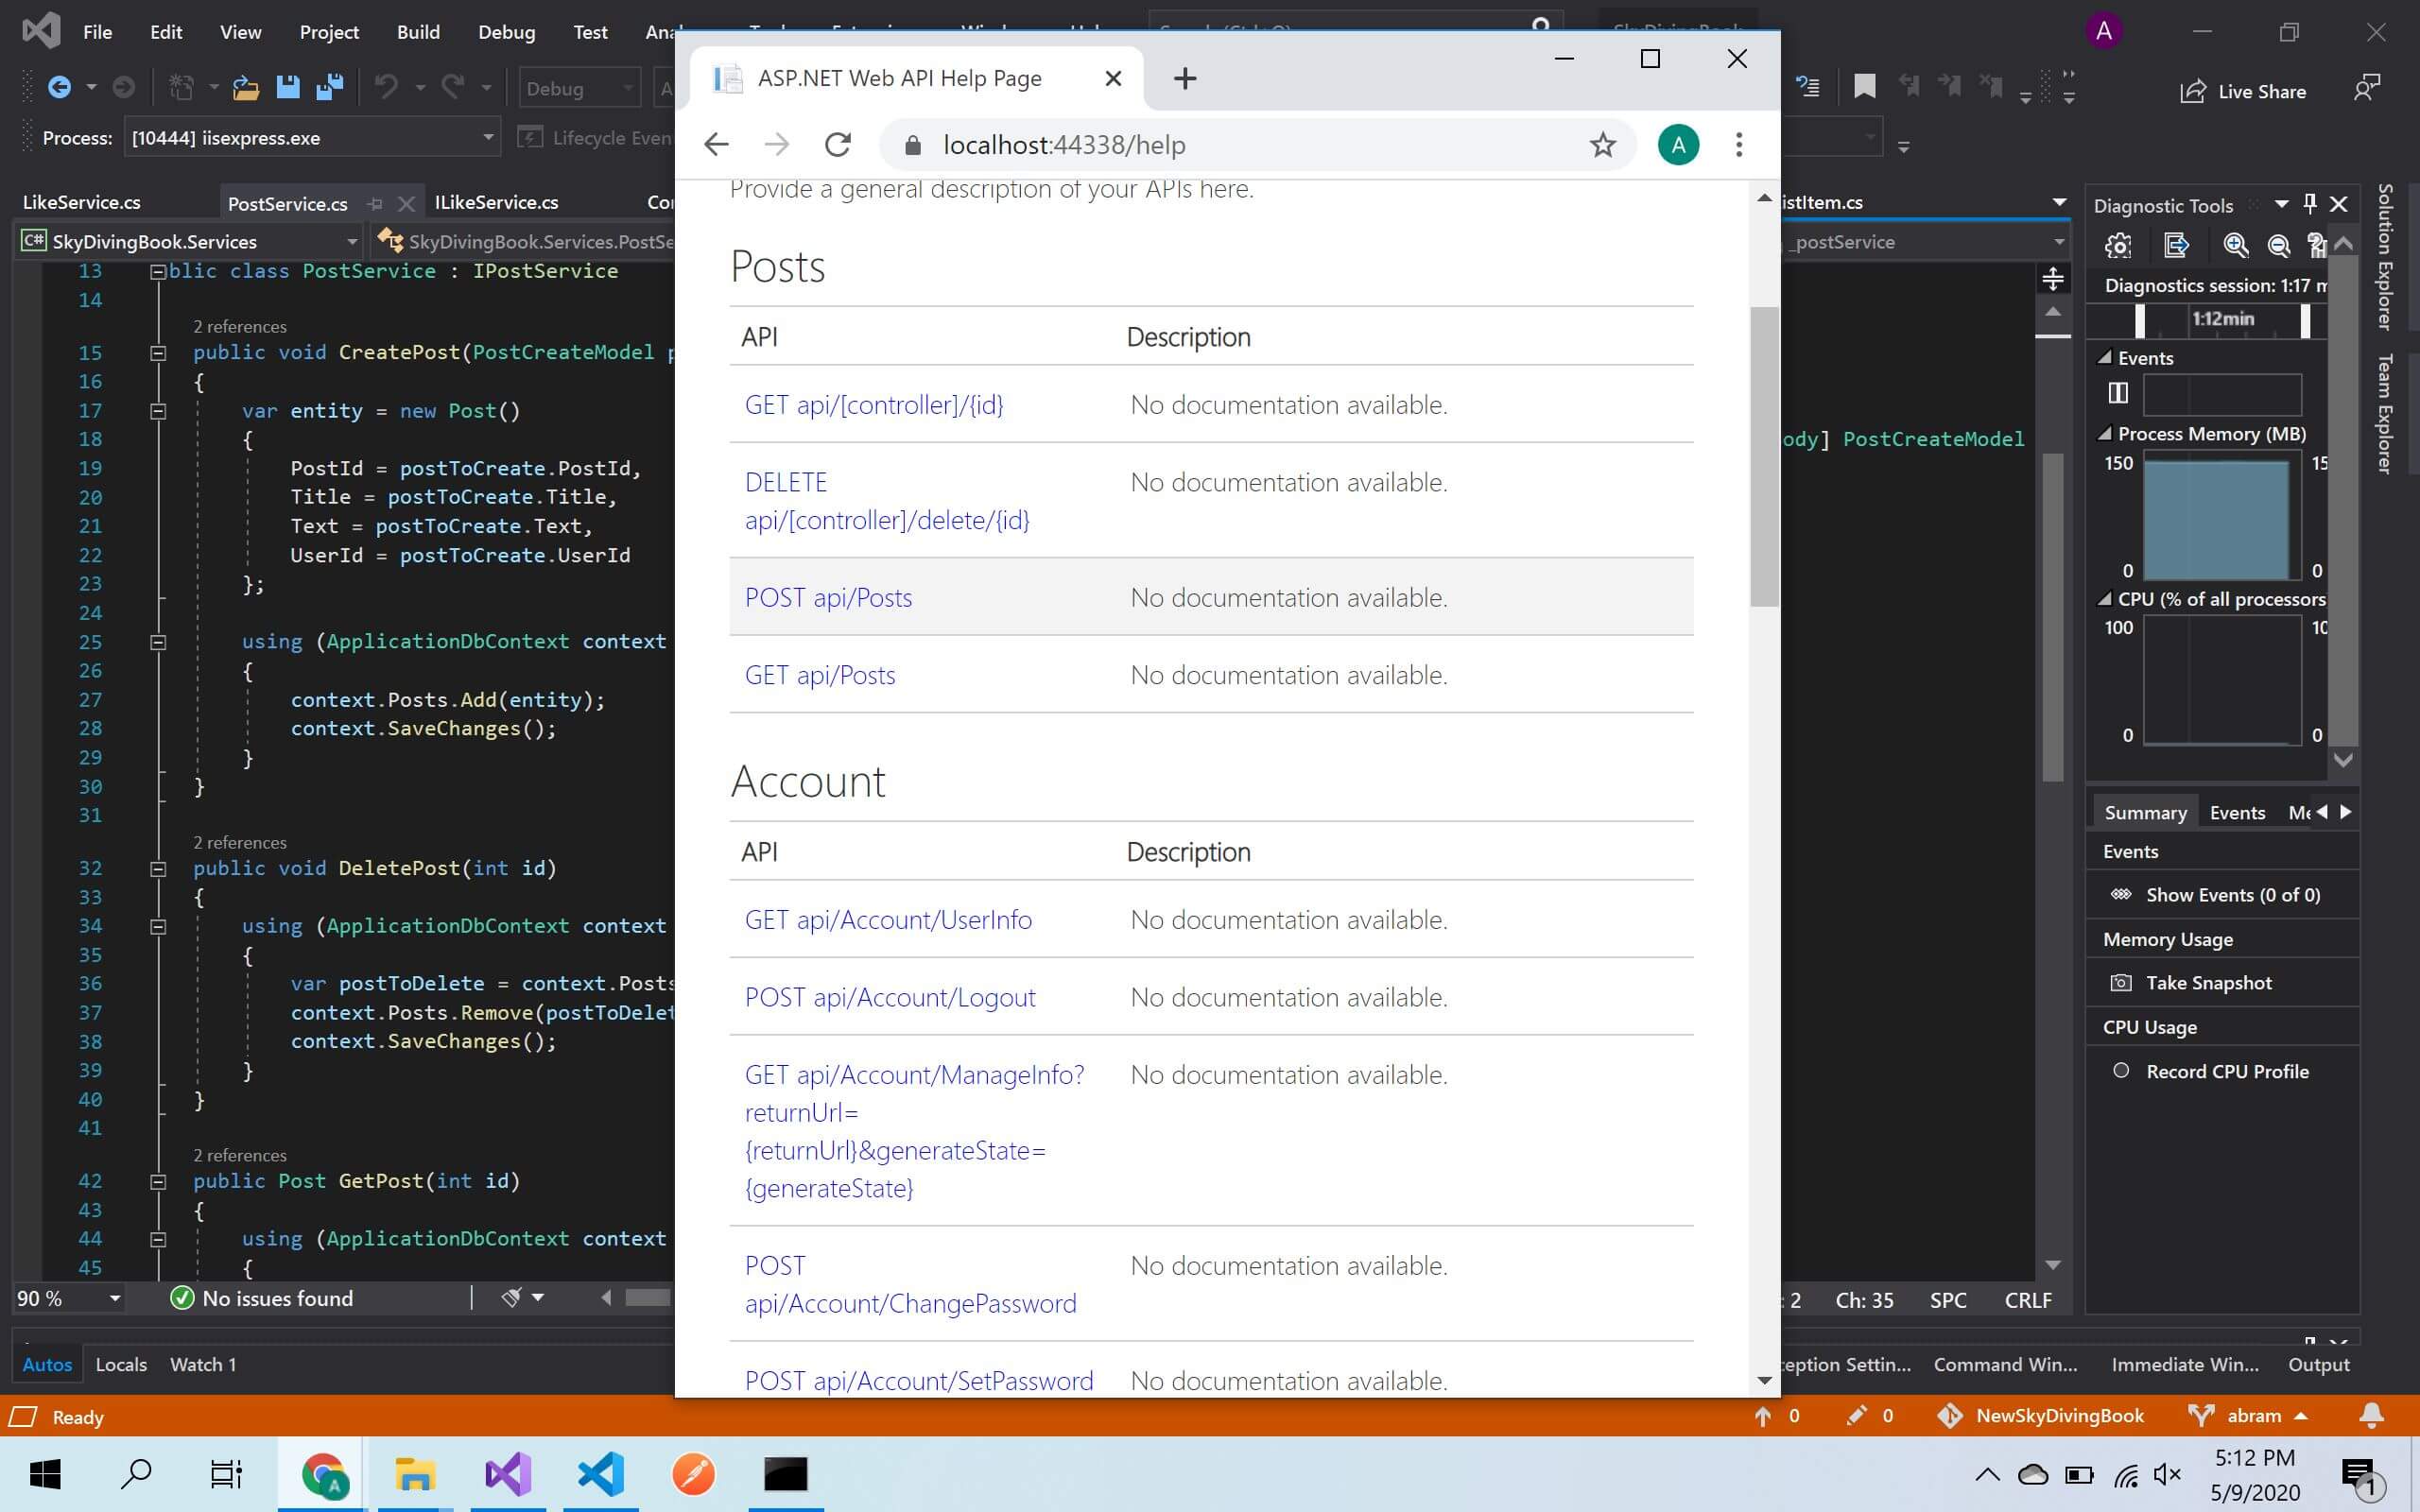 File Edit View Project Build Debug Test
Debug
Live Share
Process: [10444] iisexpress.exe
Lifecycle Even
LikeService.cs PostService.cs ILikeService.cs Cor
istItem.cs
C# SkyDivingBook.Services SkyDivingBook.Services.PostSe
_postService
13 blic class PostService : IPostService
14
2 references
15 public void CreatePost(PostCreateModel p
16 {
17 var entity = new Post()
18 {
19 PostId = postToCreate.PostId,
20 Title = postToCreate.Title,
21 Text = postToCreate.Text,
22 UserId = postToCreate.UserId
23 };
24
25 using (ApplicationDbContext context
26 {
27 context.Posts.Add(entity);
28 context.SaveChanges();
29 }
30 }
31
2 references
32 public void DeletePost(int id)
33 {
34 using (ApplicationDbContext context
35 {
36 var postToDelete = context.Posts
37 context.Posts.Remove(postToDelet
38 context.SaveChanges();
39 }
40 }
41
2 references
42 public Post GetPost(int id)
43 {
44 using (ApplicationDbContext context
45 {
90 % No issues found
Autos Locals Watch 1
ASP.NET Web API Help Page
localhost:44338/help
A
Provide a general description of your APIs here.
Posts
API Description
GET api/[controller]/{id} No documentation available.
DELETE No documentation available.
api/[controller]/delete/{id}
POST api/Posts No documentation available.
GET api/Posts No documentation available.
Account
API Description
GET api/Account/UserInfo No documentation available.
POST api/Account/Logout No documentation available.
GET api/Account/ManageInfo? No documentation available.
returnUrl=
{returnUrl}&generateState=
{generateState}
POST No documentation available.
api/Account/ChangePassword
POST api/Account/SetPassword No documentation available.
ody] PostCreateModel
: 2 Ch: 35 SPC CRLF
ception Settin... Command Win... Immediate Win... Output
A
Diagnostic Tools
Diagnostics session: 1:17 m
1:12min
Events
Process Memory (MB)
150 15
0 0
CPU (% of all processors
100 10
0 0
Summary Events Me
Events
Show Events (0 of 0)
Memory Usage
Take Snapshot
CPU Usage
Record CPU Profile
Solution Explorer
Team Explorer
Ready
0 0 NewSkyDivingBook abram
A
5:12 PM
5/9/2020
1